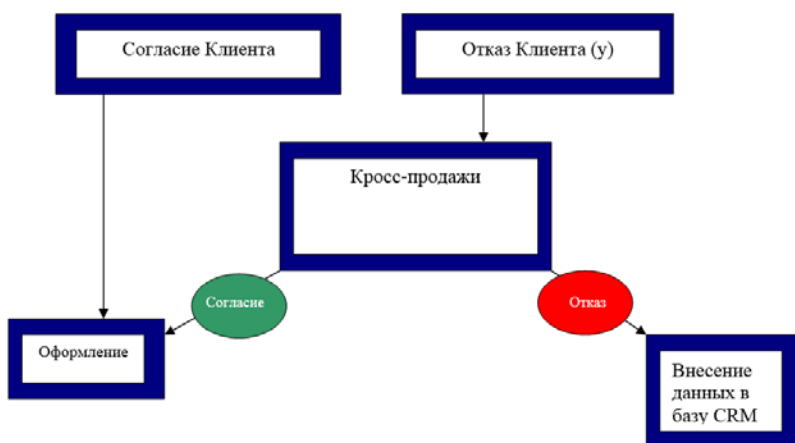 Согласие Клиента
Отказ Клиента (у)
Кросс-продажи
Согласие
Отказ
Оформление
Внесение
данных в
базу CRM